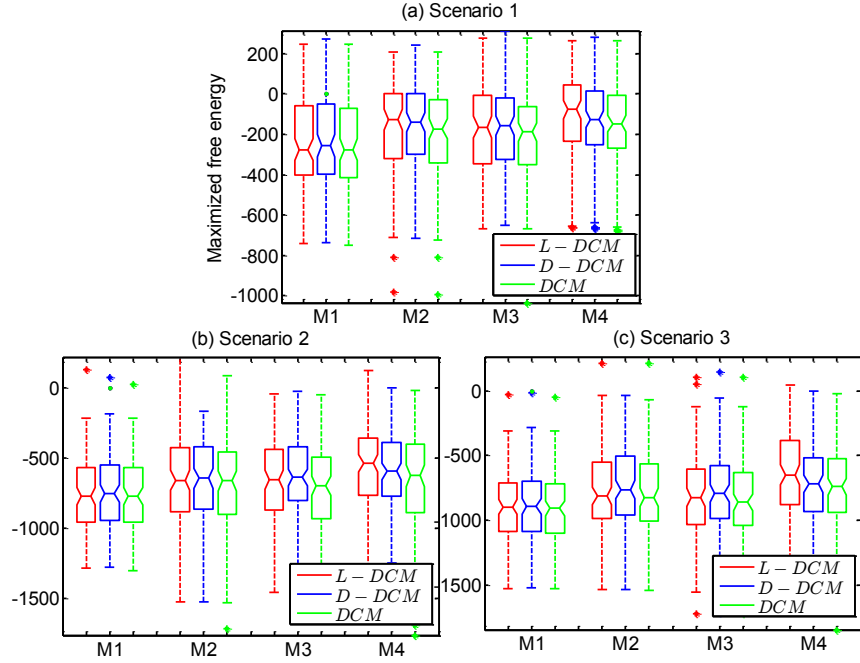 (a) Scenario 1
Maximized free energy
200
0
-200
-400
-600
-800
-1000
L - DCM
D - DCM
DCM
M1 M2 M3 M4
(b) Scenario 2
0
-500
-1000
-1500
L - DCM
D - DCM
DCM
M1 M2 M3 M4
(c) Scenario 3
0
-500
1000
1500
L - DCM
D - DCM
DCM
M1 M2 M3 M4